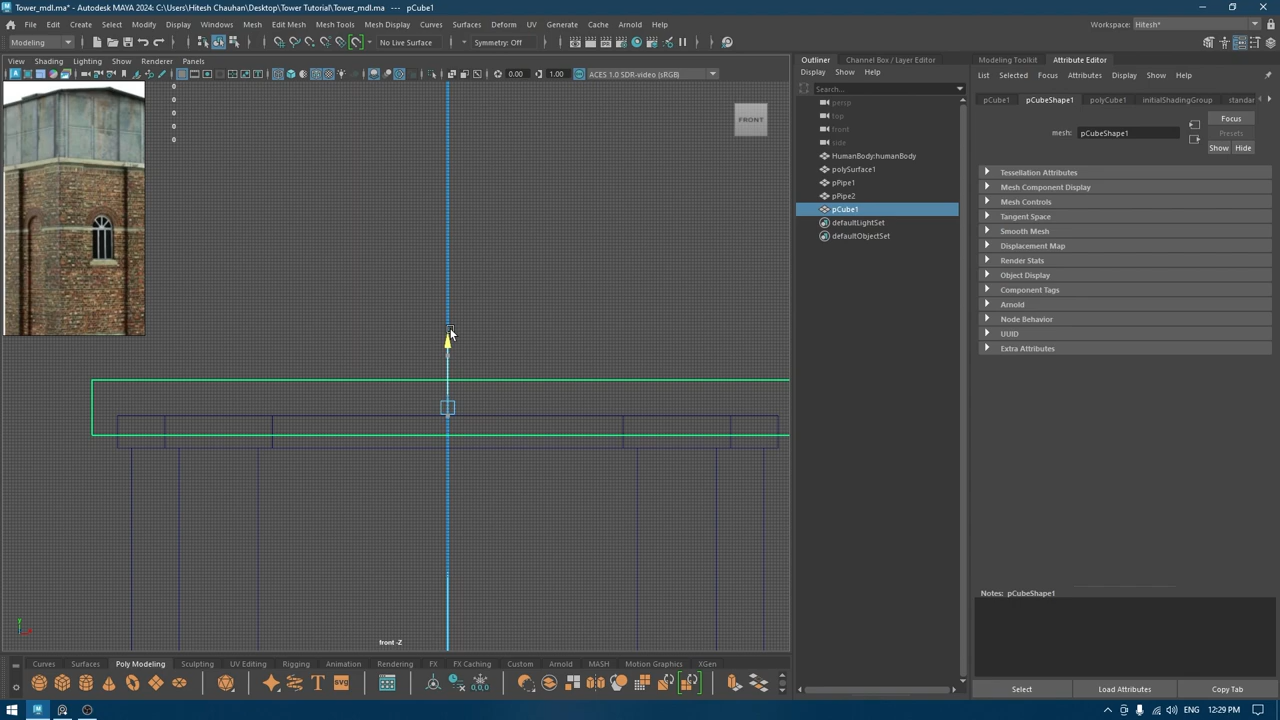 Tower_mdl.ma* - Autodesk MAYA 2024: C:\Users\Hitesh Chauhan\Desktop\Tower Tutorial\Tower_mdl.ma* --- pCube1
File Edit Create Select Modify Display Windows Mesh Edit Mesh Mesh Tools Mesh Display Curves Surfaces Deform UV Generate Cache Arnold Help
Workspace: Hitesh*
Modeling
No Live Surface
Symmetry: Off
View Shading Lighting Show Renderer Panels
0.00
1.00
ACES 1.0 SDR-video (sRGB)
0
0
0
0
0
FRONT
front -Z
Outliner Channel Box / Layer Editor
Display Show Help
Search...
persp
top
front
side
HumanBody:humanBody
polySurface1
pPipe1
pPipe2
pCube1
defaultLightSet
defaultObjectSet
Modeling Toolkit Attribute Editor
List Selected Focus Attributes Display Show Help
pCube1 pCubeShape1 polyCube1 initialShadingGroup standar
mesh: pCubeShape1
Focus
Presets
Show Hide
Tessellation Attributes
Mesh Component Display
Mesh Controls
Tangent Space
Smooth Mesh
Displacement Map
Render Stats
Object Display
Component Tags
Arnold
Node Behavior
UUID
Extra Attributes
Notes: pCubeShape1
Select Load Attributes Copy Tab
Curves Surfaces Poly Modeling Sculpting UV Editing Rigging Animation Rendering FX FX Caching Custom Arnold MASH Motion Graphics XGen
ENG 12:29 PM